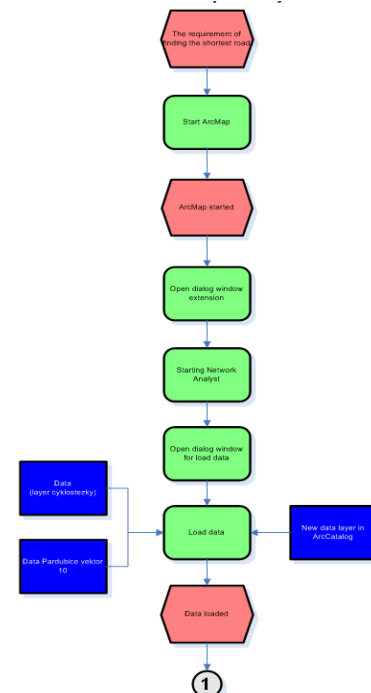 The requirement of
finding the shortest road
Start ArcMap
ArcMap started
Open dialog window
extension
Starting Network
Analyst
Open dialog window
for load data
Data
(layer cyklostezky)
Load data
New data layer in
ArcCatalog
Data Pardubice vektor
10
Data loaded
1